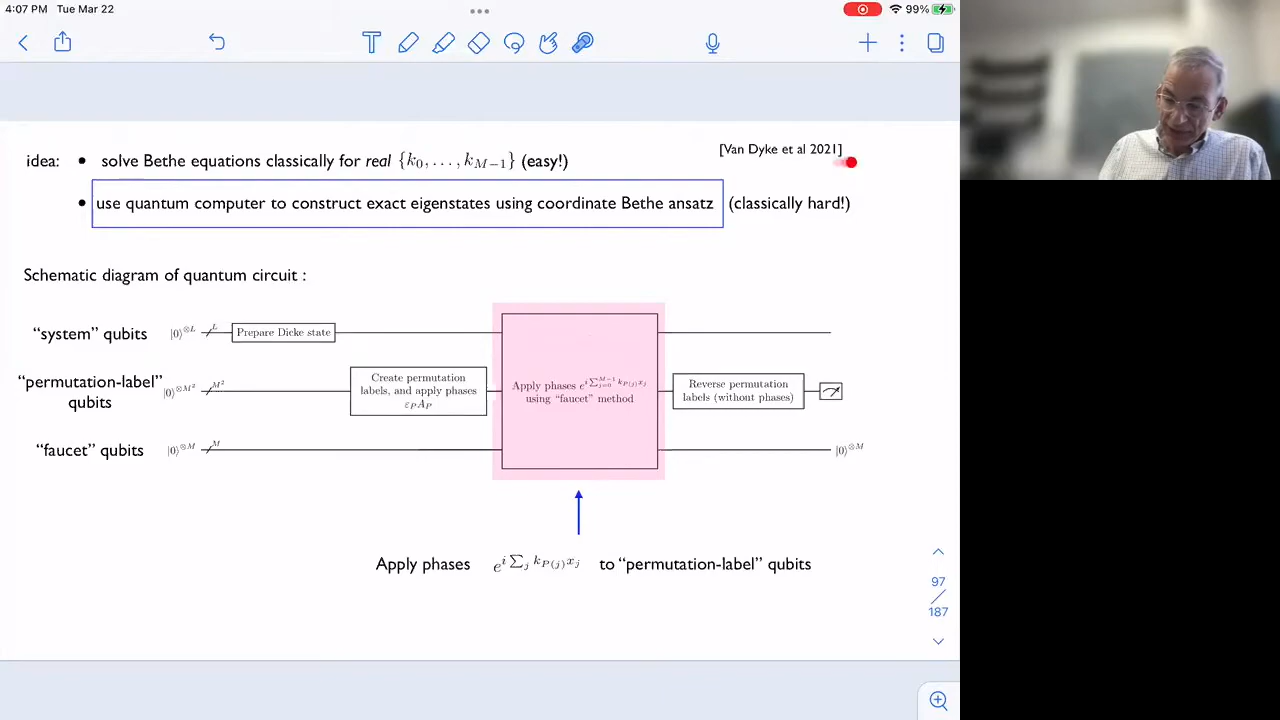 4:07 PM Tue Mar 22
99%
idea: • solve Bethe equations classically for real {k₀, . . . , k_{M−1}} (easy!)
[Van Dyke et al 2021]
• use quantum computer to construct exact eigenstates using coordinate Bethe ansatz (classically hard!)
Schematic diagram of quantum circuit :
“system” qubits |0⟩^{⊗L} L Prepare Dicke state
“permutation-label” qubits |0⟩^{⊗M²} M²
Create permutation labels, and apply phases ε_P A_P
Apply phases e^{i∑_{j=0}^{M−1} k_{P(j)}x_j} using “faucet” method
Reverse permutation labels (without phases)
“faucet” qubits |0⟩^{⊗M} M |0⟩^{⊗M}
Apply phases e^{i∑_j k_{P(j)}x_j} to “permutation-label” qubits
97
/
187
T